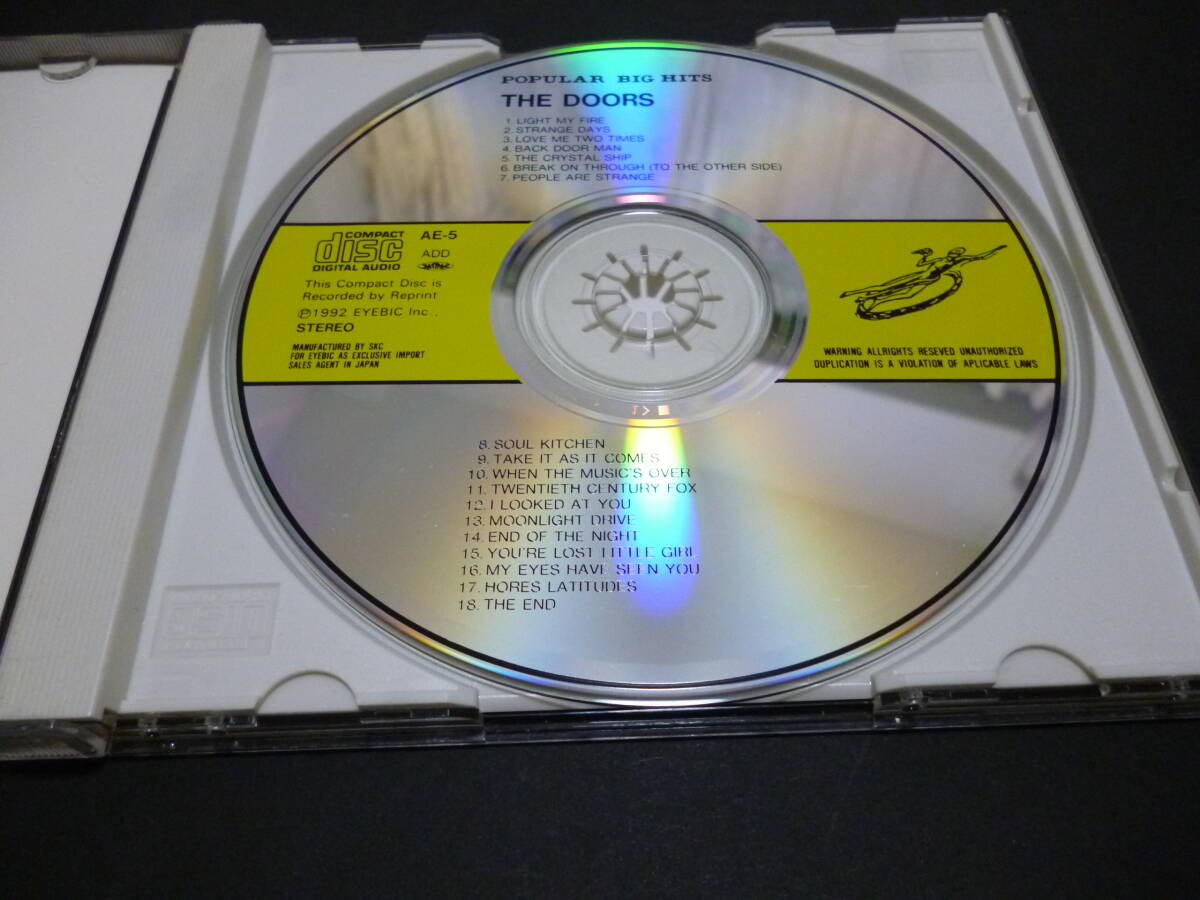 POPULAR BIG HITS
THE DOORS
1. LIGHT MY FIRE
2. STRANGE DAYS
3. LOVE ME TWO TIMES
4. BACK DOOR MAN
5. THE CRYSTAL SHIP
6. BREAK ON THROUGH (TO THE OTHER SIDE)
7. PEOPLE ARE STRANGE
COMPACT
disc
DIGITAL AUDIO
AE-5
ADD
This Compact Disc is
Recorded by Reprint
Ⓟ1992 EYEBIC Inc.,
STEREO
MANUFACTURED BY SKC
FOR EYEBIC AS EXCLUSIVE IMPORT
SALES AGENT IN JAPAN
WARNING ALLRIGHTS RESEVED UNAUTHORIZED
DUPLICATION IS A VIOLATION OF APLICABLE LAWS
8. SOUL KITCHEN
9. TAKE IT AS IT COMES
10. WHEN THE MUSIC'S OVER
11. TWENTIETH CENTURY FOX
12. I LOOKED AT YOU
13. MOONLIGHT DRIVE
14. END OF THE NIGHT
15. YOU'RE LOST LITTLE GIRL
16. MY EYES HAVE SEEN YOU
17. HORES LATITUDES
18. THE END